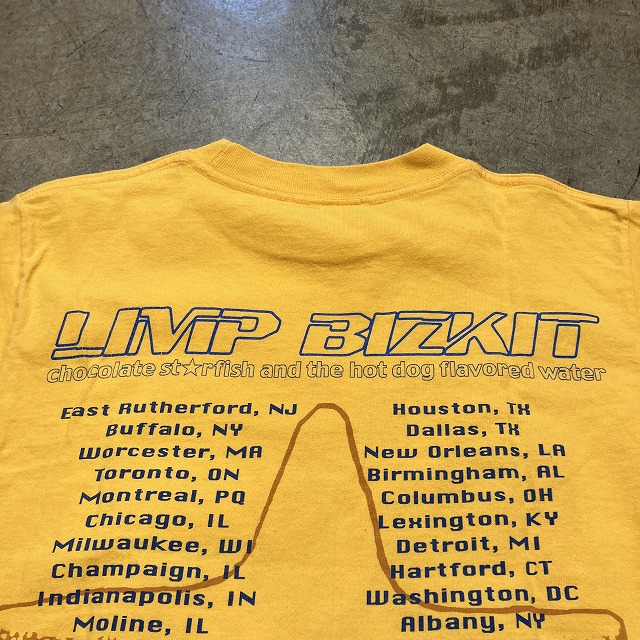 LIMP BIZKIT
chocolate st★rfish and the hot dog flavored water
East Rutherford, NJ
Buffalo, NY
Worcester, MA
Toronto, ON
Montreal, PQ
Chicago, IL
Milwaukee, WI
Champaign, IL
Indianapolis, IN
Moline, IL
Houston, TX
Dallas, TX
New Orleans, LA
Birmingham, AL
Columbus, OH
Lexington, KY
Detroit, MI
Hartford, CT
Washington, DC
Albany, NY